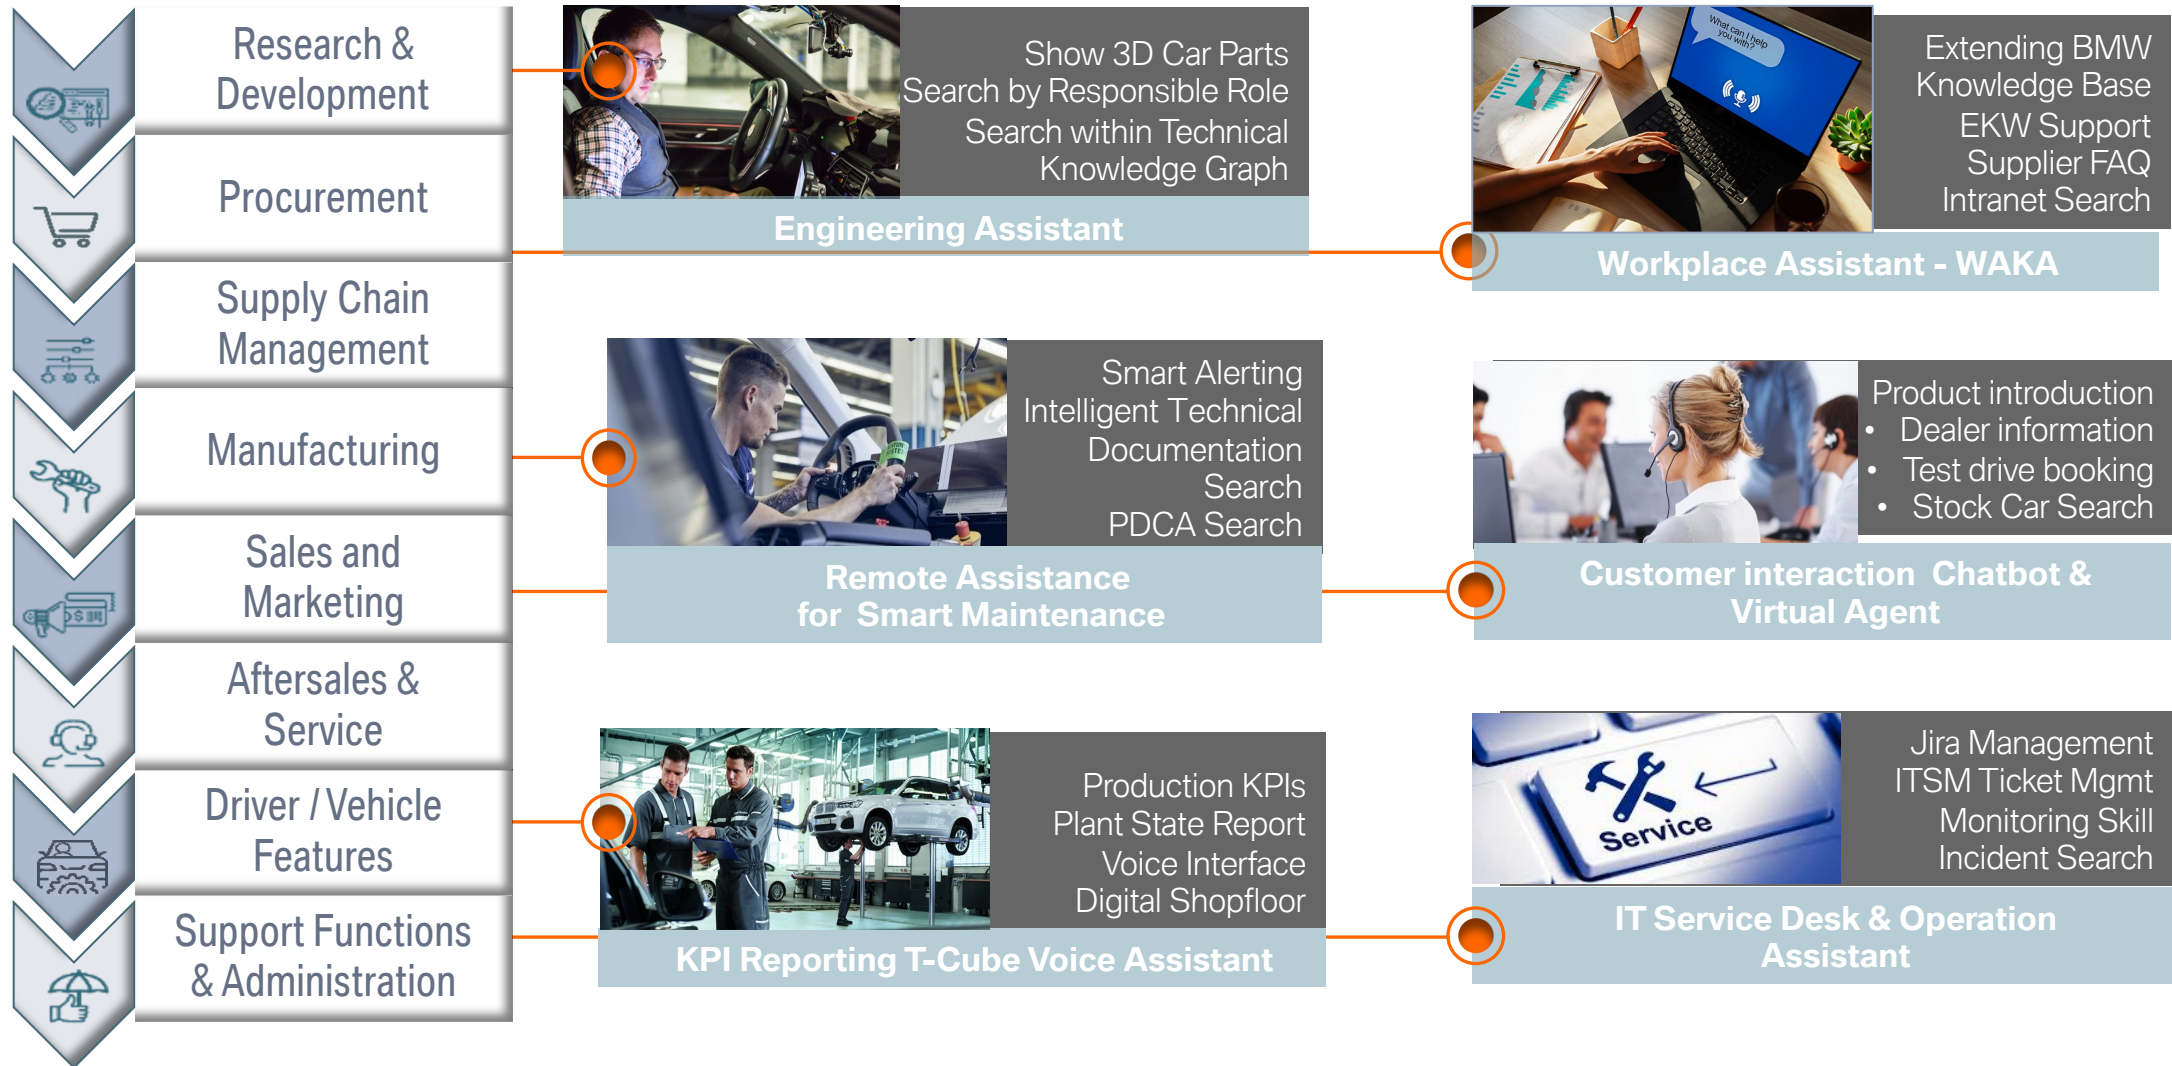 Research &
Development
Procurement
Supply Chain
Management
Manufacturing
Sales and
Marketing
Aftersales &
Service
Driver / Vehicle
Features
Support Functions
& Administration
Show 3D Car Parts
Search by Responsible Role
Search within Technical
Knowledge Graph
Engineering Assistant
What can I help
you with?
Extending BMW
Knowledge Base
EKW Support
Supplier FAQ
Intranet Search
Workplace Assistant - WAKA
Smart Alerting
Intelligent Technical
Documentation
Search
PDCA Search
Remote Assistance
for Smart Maintenance
Product introduction
• Dealer information
• Test drive booking
• Stock Car Search
Customer interaction Chatbot &
Virtual Agent
Production KPIs
Plant State Report
Voice Interface
Digital Shopfloor
KPI Reporting T-Cube Voice Assistant
Service
Jira Management
ITSM Ticket Mgmt
Monitoring Skill
Incident Search
IT Service Desk & Operation
Assistant